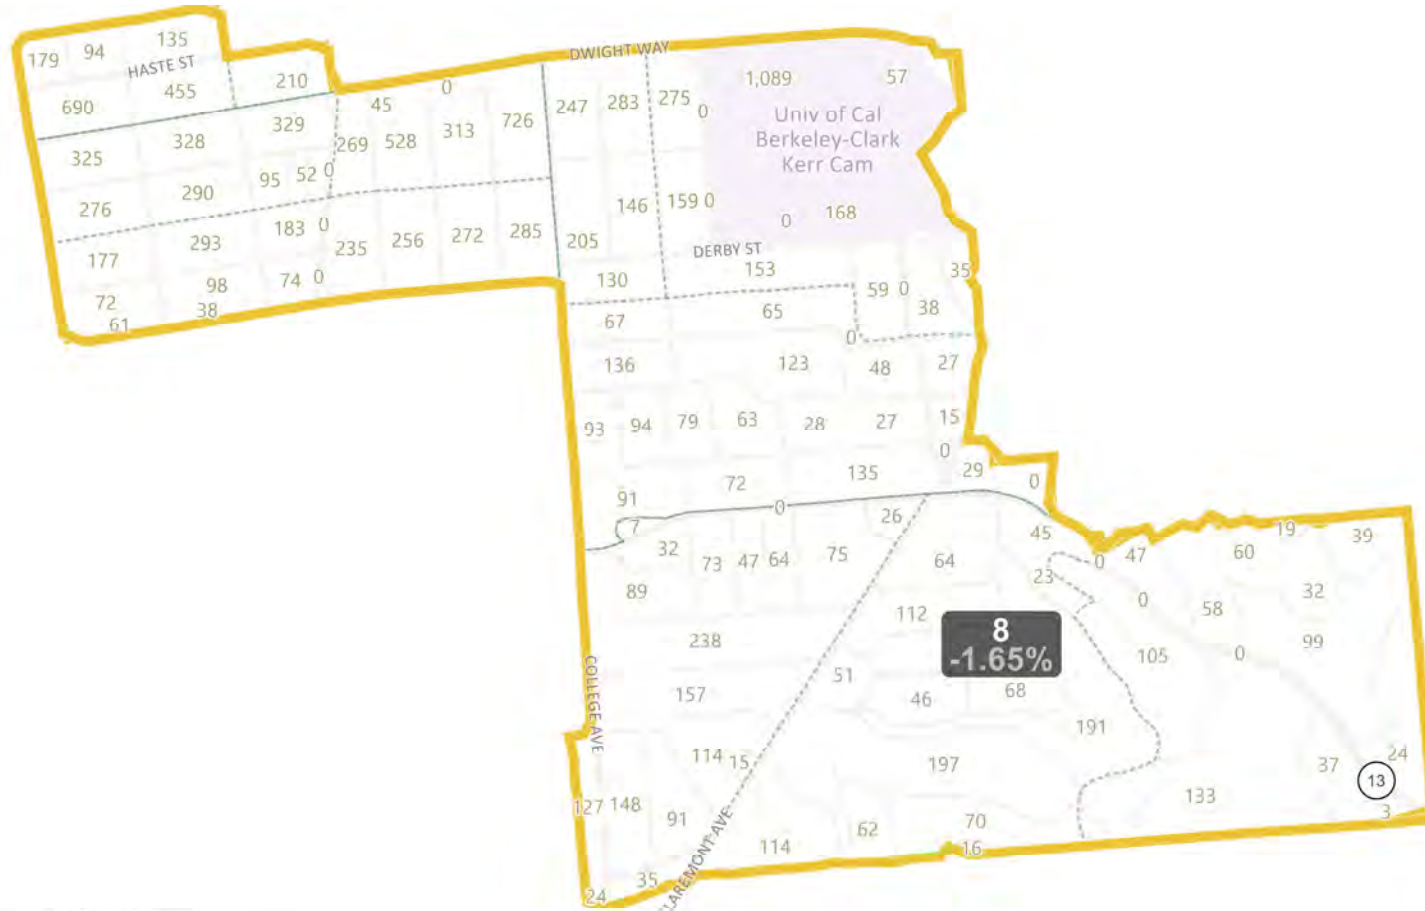 179 94 135
HASTE ST
690 455 210
DWIGHT WAY
45 0
247 283 275 0 1,089 57
Univ of Cal
Berkeley-Clark
Kerr Cam
325 328 329 269 528 313 726
276 290 95 52 0
146 159 0 0 168
177 293 183 0 235 256 272 285 205
DERBY ST
72 98 74 0 130 153 59 0 35
61 38 67 65 38
0
136 123 48 27
93 94 79 63 28 27 15
0
91 72 135 29 0
0
7 26
32 73 47 64 75 64 45
0 47 60 19 39
89 23
112 0 58 32
238
8
-1.65%
105 0 99
COLLEGE AVE
157 51 46 68
191
114 15 197 37 24
13
127 148 91 133 3
CLAREMONT AVE
114 62 70
16
24 35